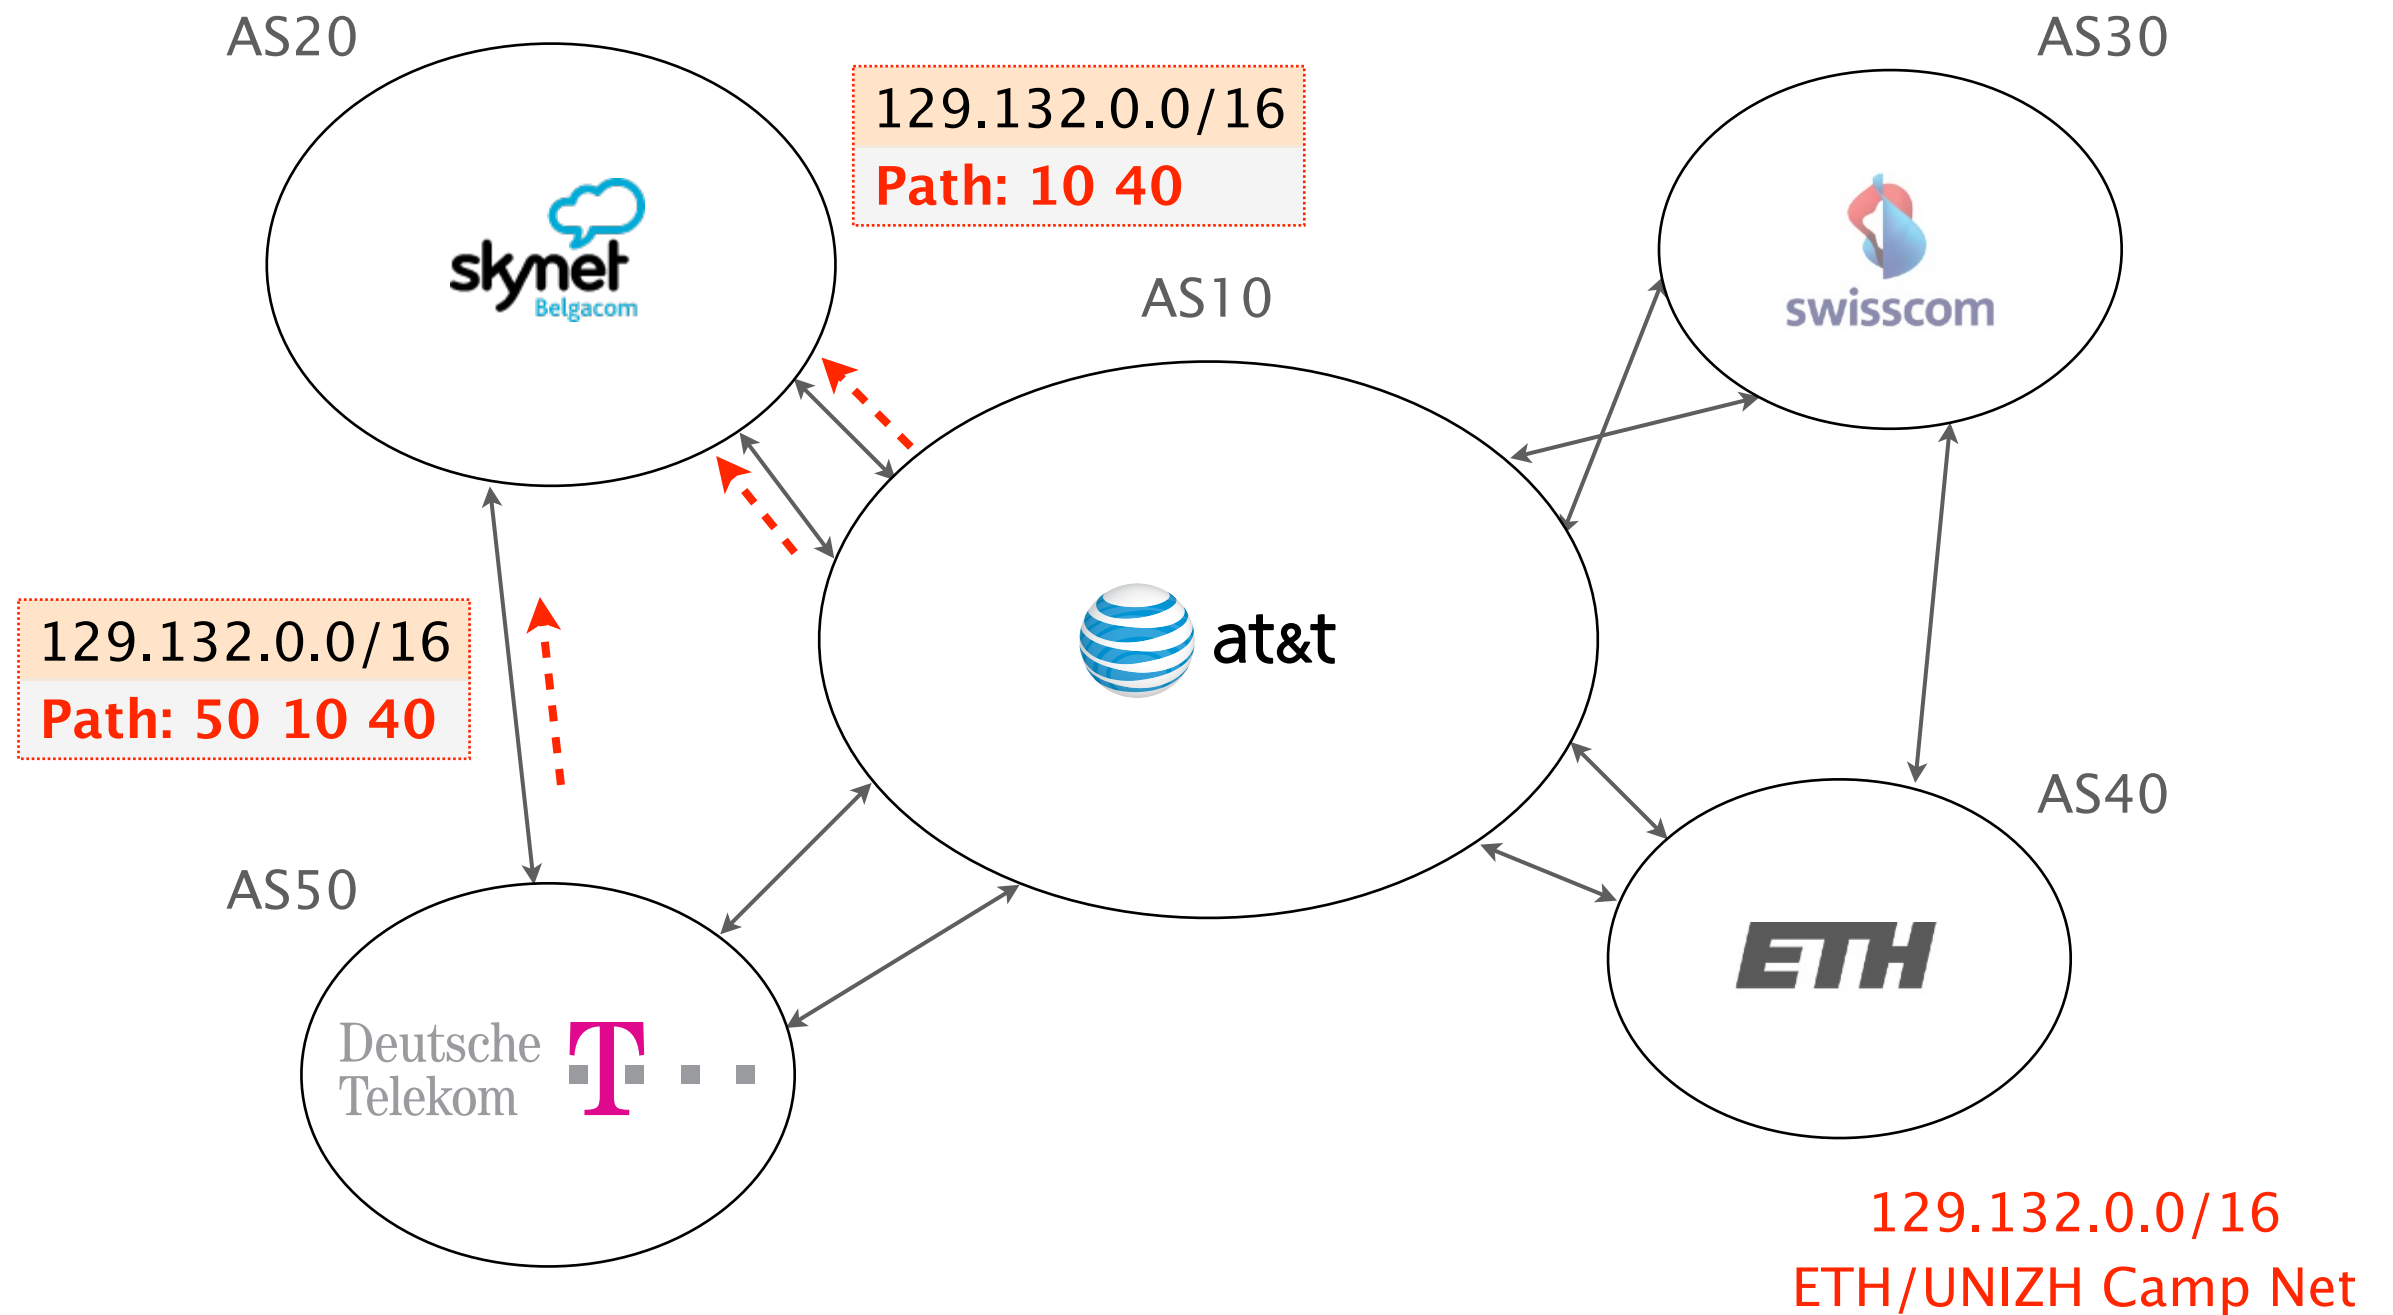 AS20
AS30
129.132.0.0/16
Path: 10 40
skynet
Belgacom
swisscom
AS10
129.132.0.0/16
Path: 50 10 40
at&t
AS40
AS50
ETH
Deutsche
Telekom
T
129.132.0.0/16
ETH/UNIZH Camp Net